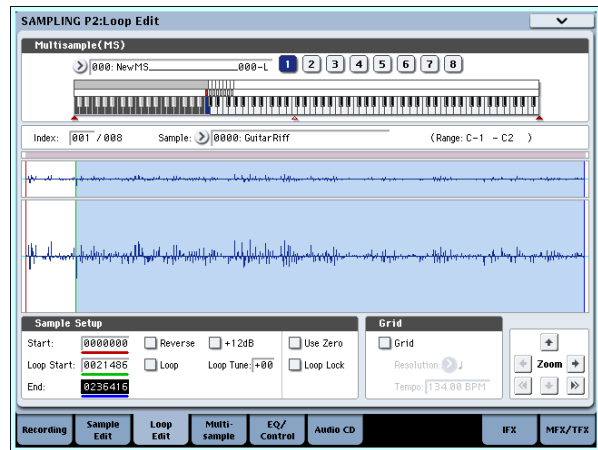 SAMPLING P2:Loop Edit
Multisample(MS)
000: NewMS_______________000-L 1 2 3 4 5 6 7 8
Index: 001 /008 Sample: 0000: GuitarRiff (Range: C-1 - C2 )
Sample Setup
Start: 0000000 Reverse +12dB Use Zero
Loop Start: 0021486 Loop Loop Tune: +00 Loop Lock
End: 0236416
Grid
Grid
Resolution: ♩
Tempo: 134.00 BPM
Zoom
Recording Sample Edit Loop Edit Multi-sample EQ/Control Audio CD IFX MFX/TFX